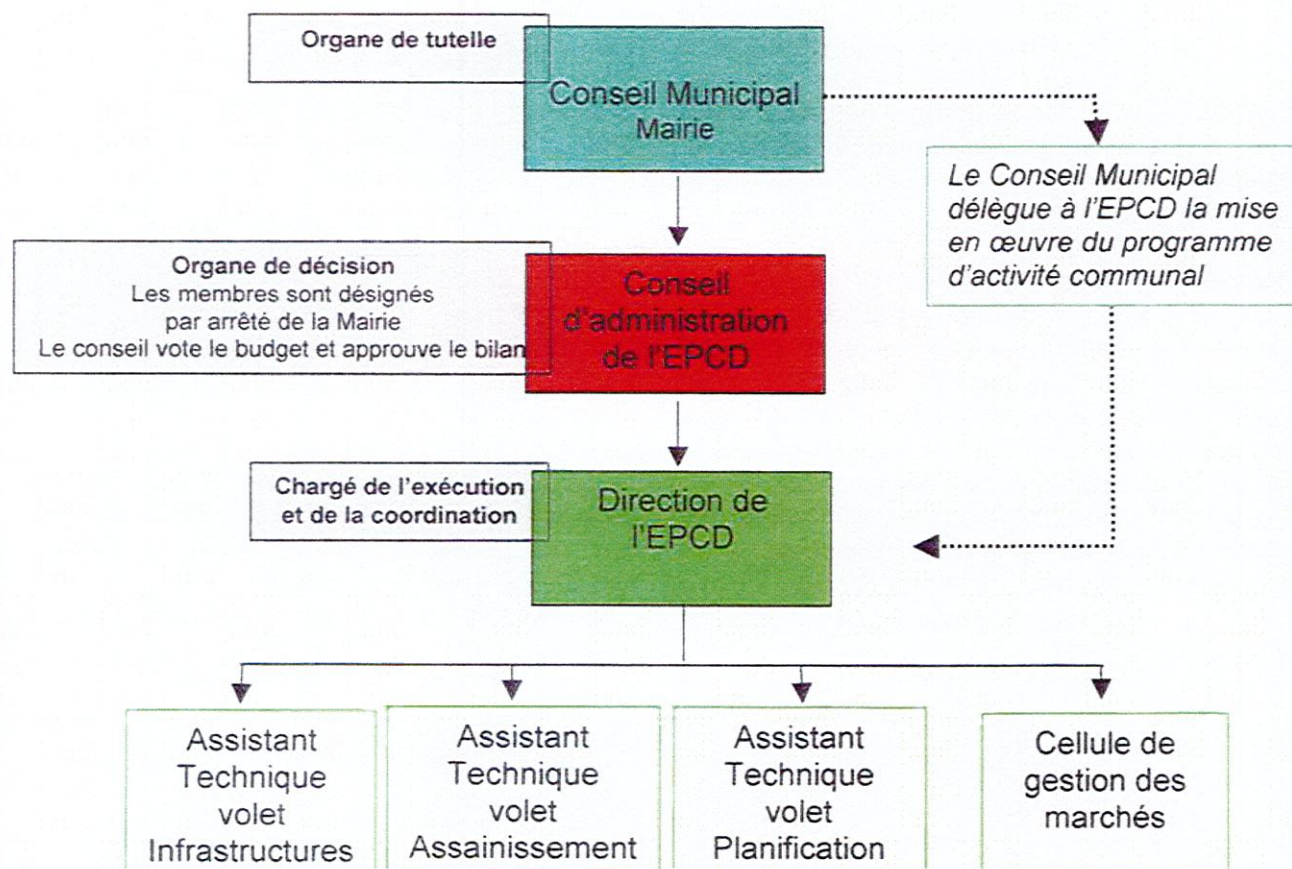 Organe de tutelle
Conseil Municipal
Mairie
Le Conseil Municipal
délègue à l'EPCD la mise
en œuvre du programme
d'activité communal
Organe de décision
Les membres sont désignés
par arrêté de la Mairie
Le conseil vote le budget et approuve le bilan
Conseil
d'administration
de l'EPCD
Chargé de l'exécution
et de la coordination
Direction de
l'EPCD
Assistant
Technique
volet
Infrastructures
Assistant
Technique
volet
Assainissement
Assistant
Technique
volet
Planification
Cellule de
gestion des
marchés